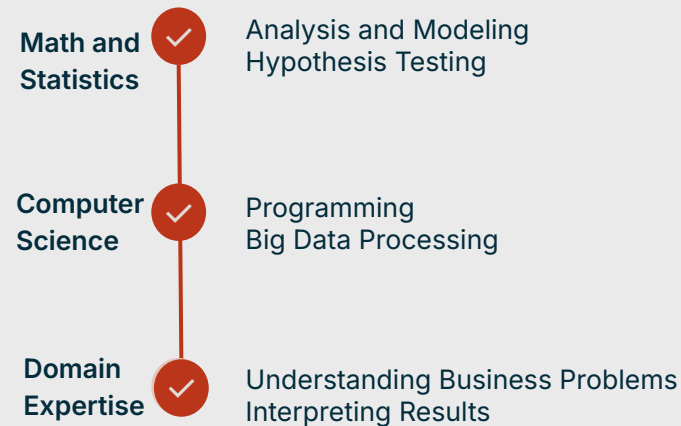 Math and
Statistics
Analysis and Modeling
Hypothesis Testing
Computer
Science
Programming
Big Data Processing
Domain
Expertise
Understanding Business Problems
Interpreting Results